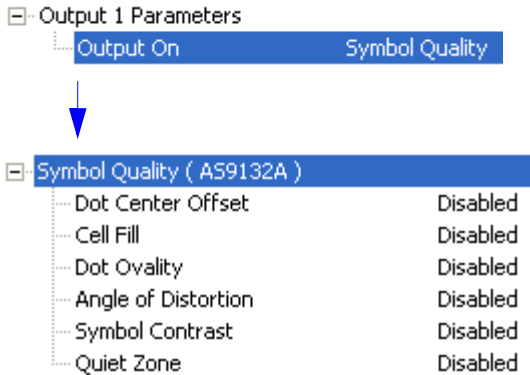 Output 1 Parameters
Output On Symbol Quality
Symbol Quality ( AS9132A )
Dot Center Offset Disabled
Cell Fill Disabled
Dot Ovality Disabled
Angle of Distortion Disabled
Symbol Contrast Disabled
Quiet Zone Disabled